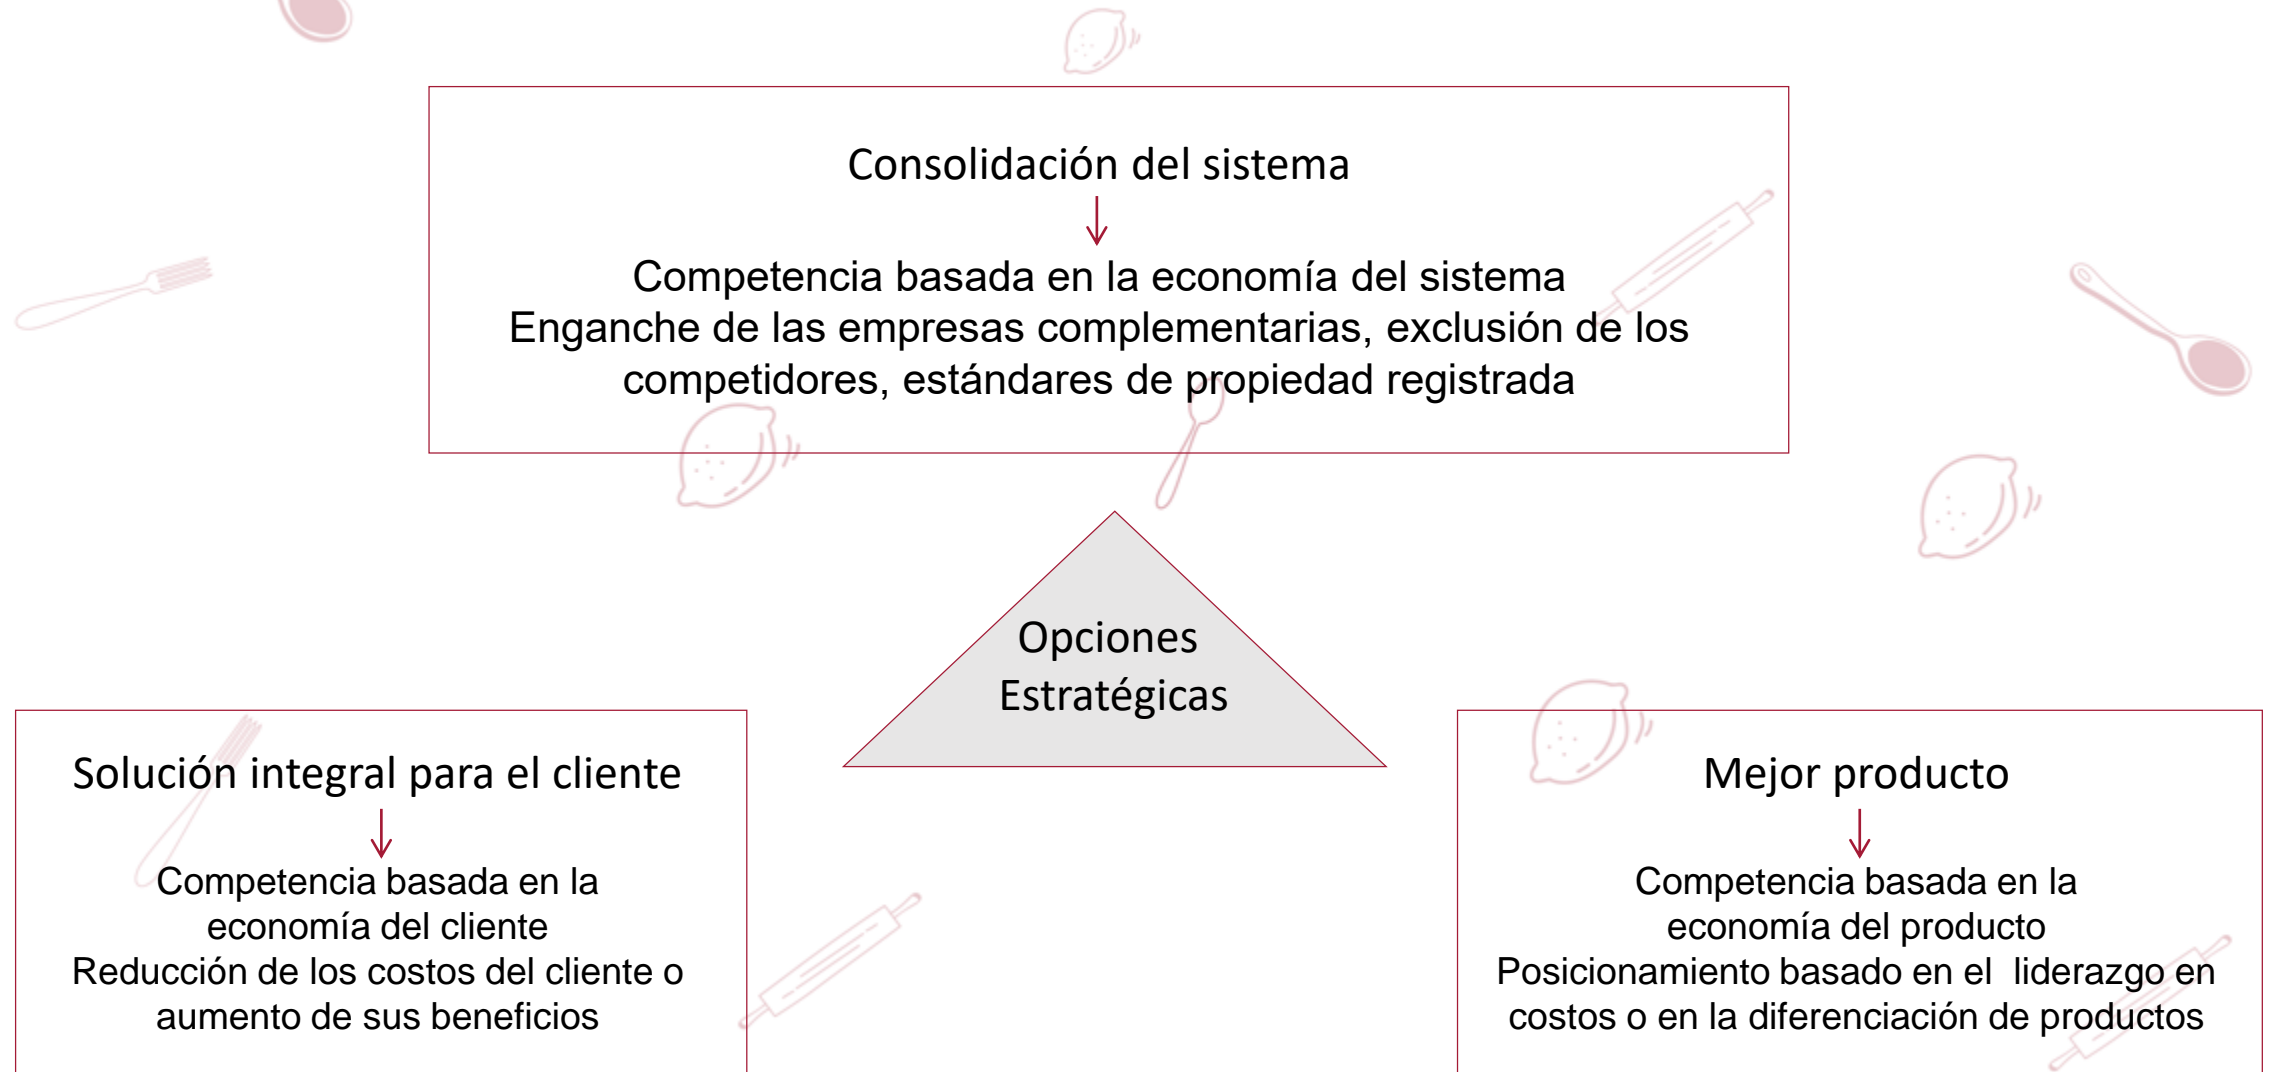 Consolidación del sistema
Competencia basada en la economía del sistema
Enganche de las empresas complementarias, exclusión de los
competidores, estándares de propiedad registrada
Opciones
Estratégicas
Solución integral para el cliente
Competencia basada en la
economía del cliente
Reducción de los costos del cliente o
aumento de sus beneficios
Mejor producto
Competencia basada en la
economía del producto
Posicionamiento basado en el  liderazgo en
costos o en la diferenciación de productos